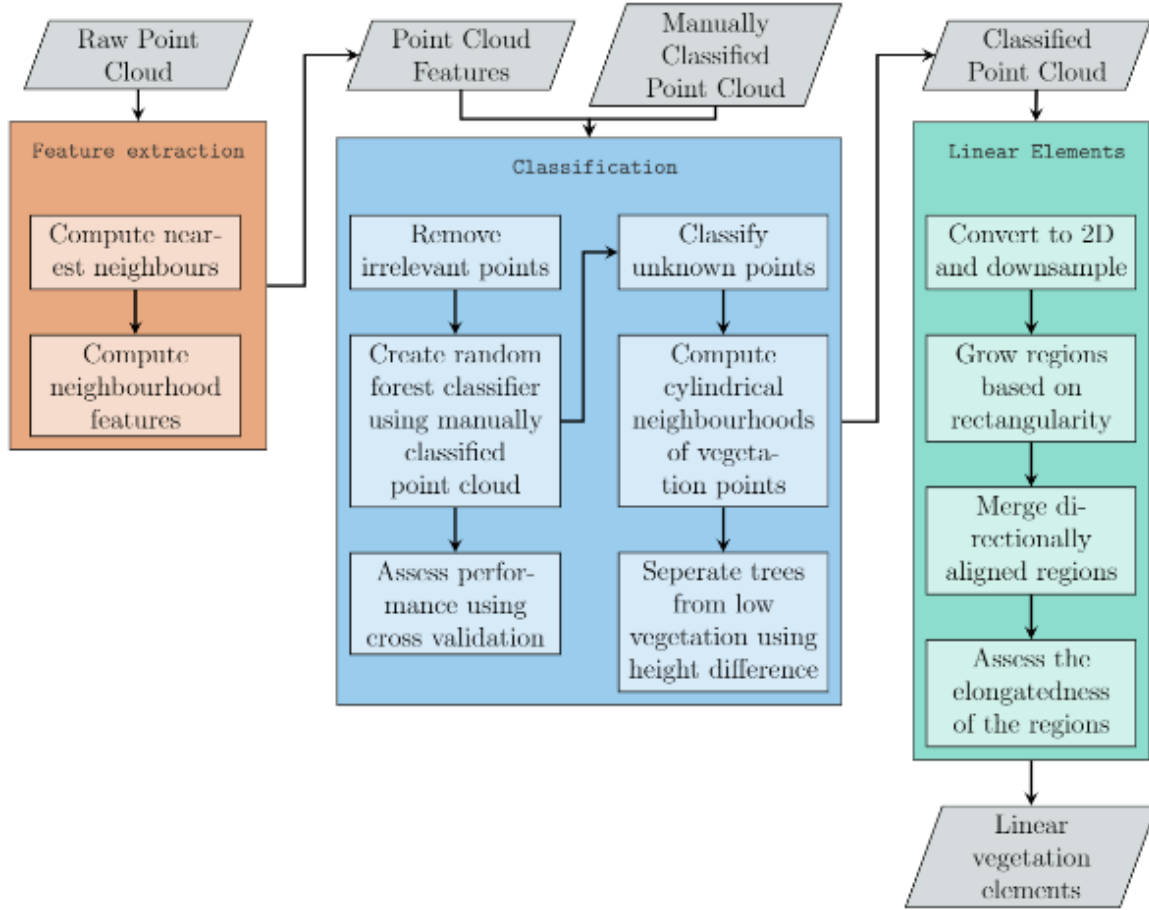 Raw Point
Cloud
Feature extraction
Compute near-
est neighbours
Compute
neighbourhood
features
Point Cloud
Features
Manually
Classified
Point Cloud
Classification
Remove
irrelevant points
Create random
forest classifier
using manually
classified
point cloud
Assess perfor-
mance using
cross validation
Classify
unknown points
Compute
cylindrical
neighbourhoods
of vegeta-
tion points
Seperate trees
from low
vegetation using
height difference
Classified
Point Cloud
Linear Elements
Convert to 2D
and downsample
Grow regions
based on
rectangularity
Merge di-
rectionally
aligned regions
Assess the
elongatedness
of the regions
Linear
vegetation
elements